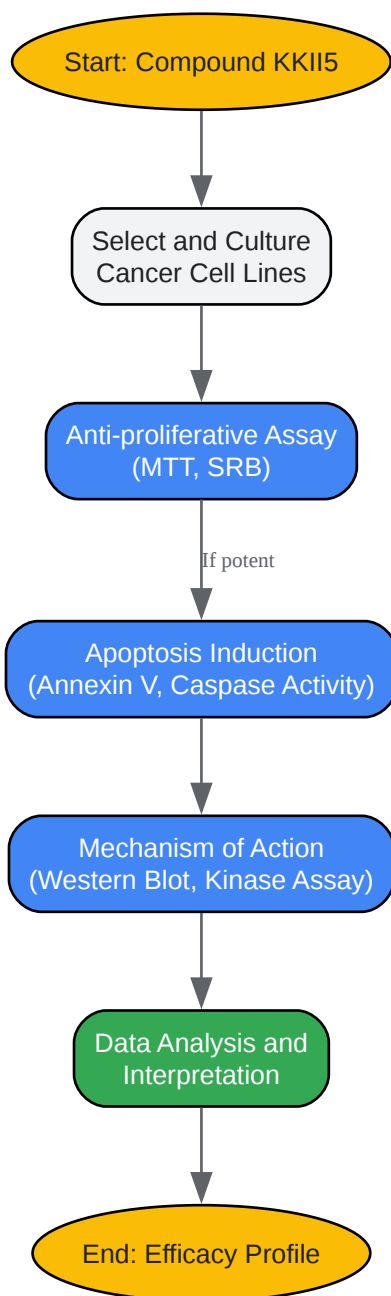 Start: Compound KKII5
Select and Culture
Cancer Cell Lines
Anti-proliferative Assay
(MTT, SRB)
If potent
Apoptosis Induction
(Annexin V, Caspase Activity)
Mechanism of Action
(Western Blot, Kinase Assay)
Data Analysis and
Interpretation
End: Efficacy Profile